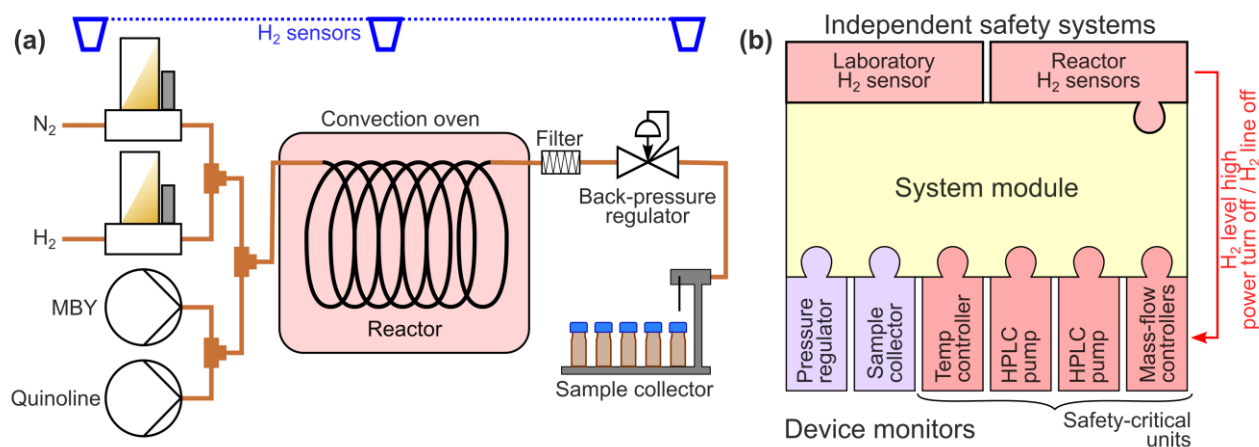 (a)
H₂ sensors
N₂
H₂
MBY
Quinoline
Convection oven
Reactor
Filter
Back-pressure
regulator
Sample collector
(b)
Independent safety systems
Laboratory
H₂ sensor
Reactor
H₂ sensors
System module
H₂ level high
power turn off / H₂ line off
Pressure
regulator
Sample
collector
Temp
controller
HPLC
pump
HPLC
pump
Mass-flow
controllers
Device monitors
Safety-critical
units